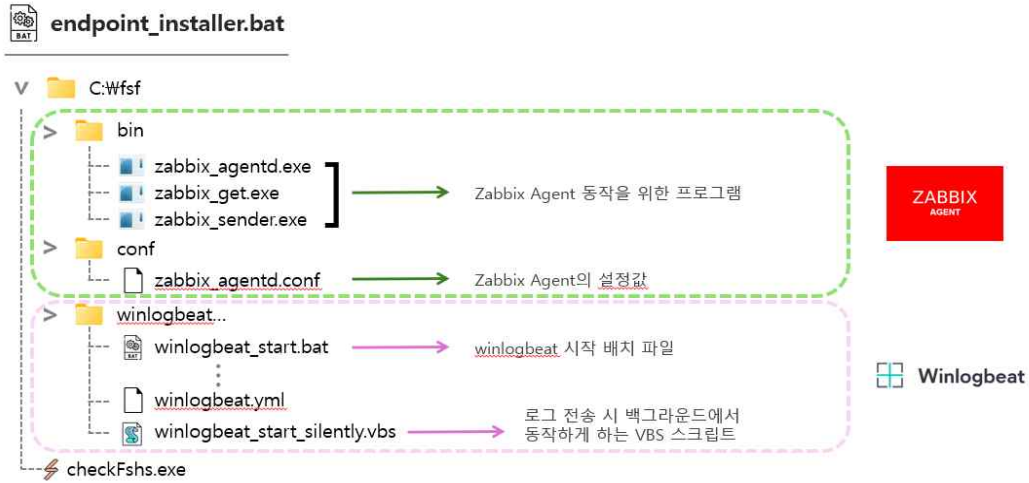 BAT
endpoint_installer.bat
C:₩fsf
bin
zabbix_agentd.exe
zabbix_get.exe
zabbix_sender.exe
Zabbix Agent 동작을 위한 프로그램
ZABBIX
AGENT
conf
zabbix_agentd.conf
Zabbix Agent의 설정값
winlogbeat...
BAT
winlogbeat_start.bat
winlogbeat 시작 배치 파일
winlogbeat.yml
Winlogbeat
winlogbeat_start_silently.vbs
로그 전송 시 백그라운드에서
동작하게 하는 VBS 스크립트
checkFshs.exe